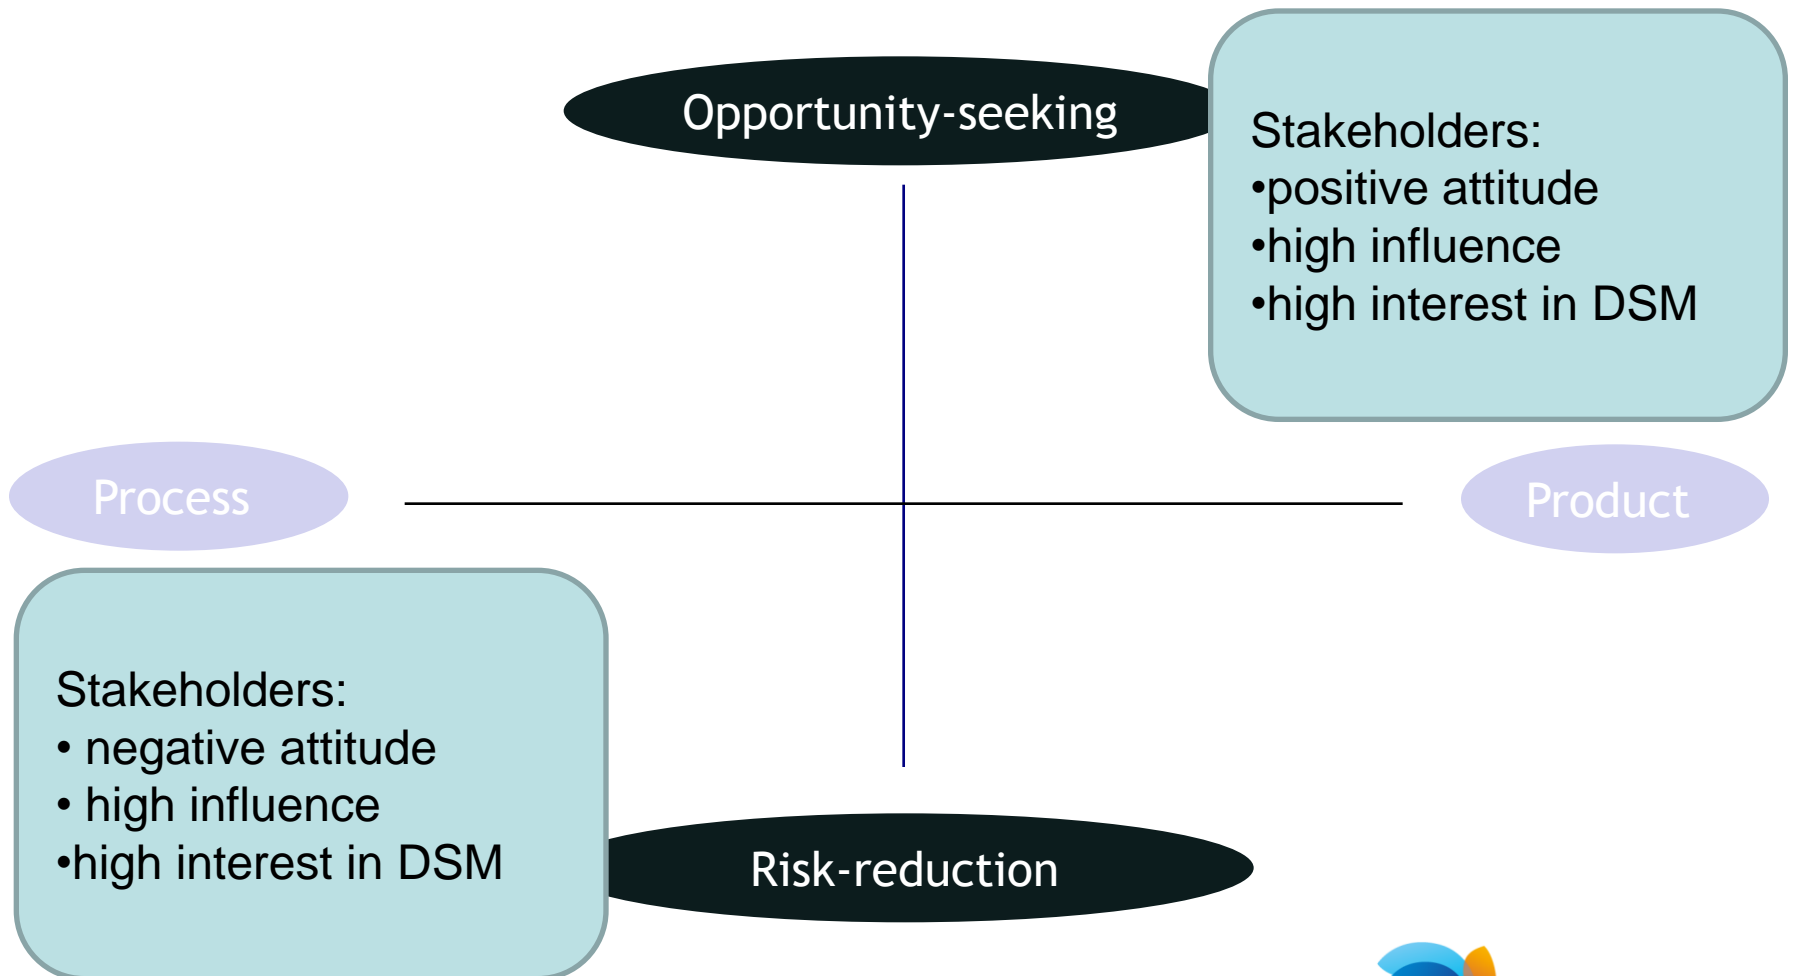 Opportunity-seeking
Stakeholders:
•positive attitude
•high influence
•high interest in DSM
Process
Product
Stakeholders:
• negative attitude
• high influence
•high interest in DSM
Risk-reduction